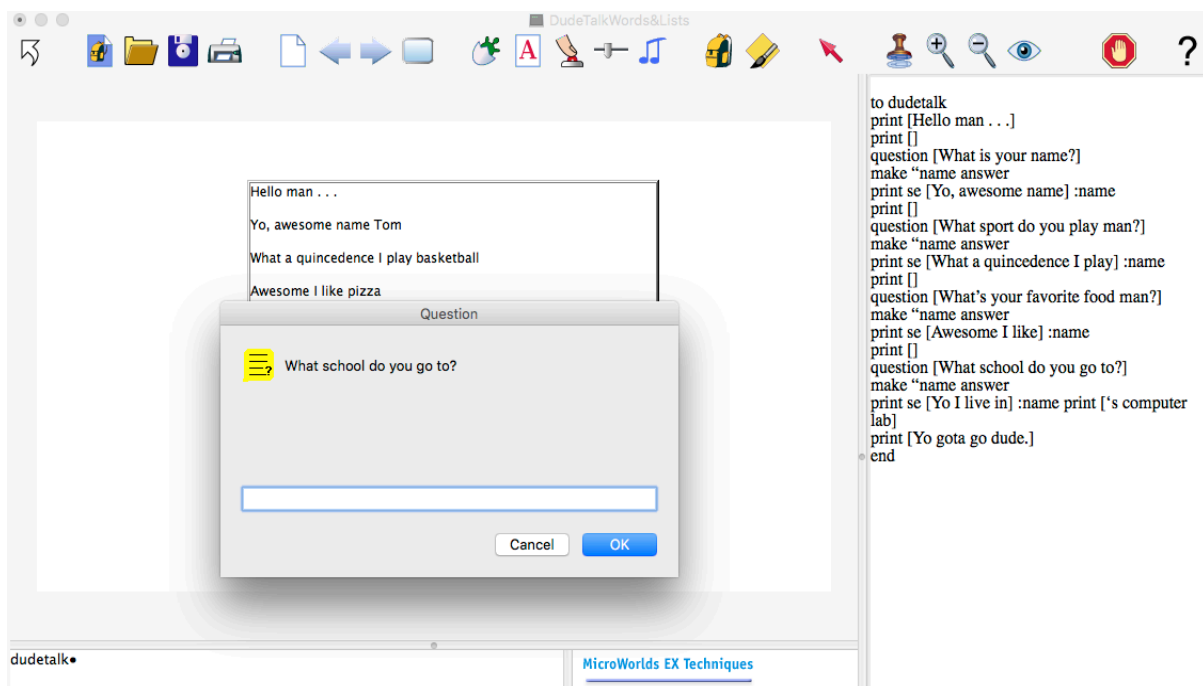 DudeTalkWords&Lists
A
?
Hello man . . .
Yo, awesome name Tom
What a quincedence I play basketball
Awesome I like pizza
Question
?
What school do you go to?
Cancel
OK
dudetalk•
MicroWorlds EX Techniques
to dudetalk
print [Hello man . . .]
print []
question [What is your name?]
make “name answer
print se [Yo, awesome name] :name
print []
question [What sport do you play man?]
make “name answer
print se [What a quincedence I play] :name
print []
question [What’s your favorite food man?]
make “name answer
print se [Awesome I like] :name
print []
question [What school do you go to?]
make “name answer
print se [Yo I live in] :name print [‘s computer
lab]
print [Yo gota go dude.]
end